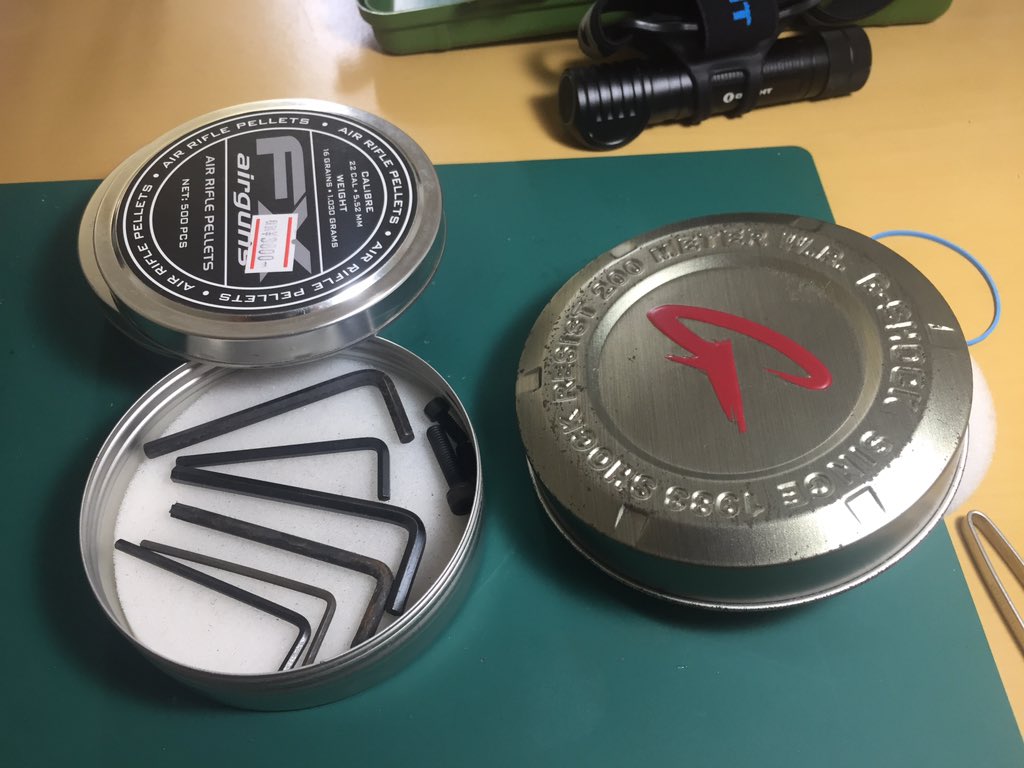 AIR RIFLE PELLETS • AIR RIFLE PELLETS • AIR RIFLE PELLETS • AIR RIFLE PELLETS •
FX
airguns
AIR RIFLE PELLETS
NET: 500 PCS
CALIBRE
.22 CAL • 5.52 MM
WEIGHT
16 GRAINS • 1.030 GRAMS
G
SHOCK RESIST 200 METER W.R. G-SHOCK SINCE 1983